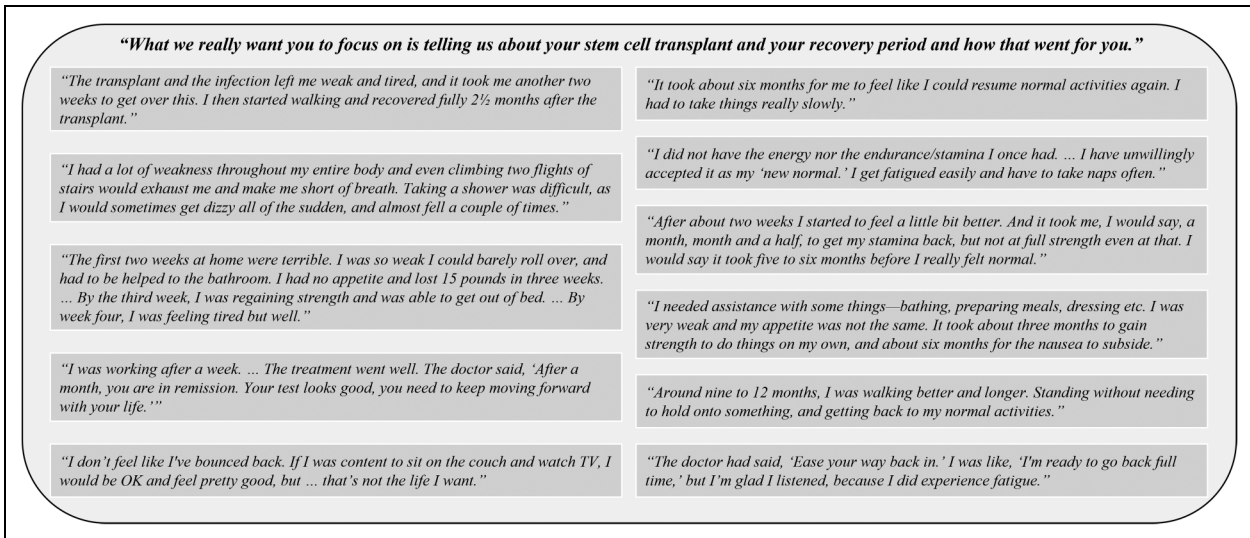 “What we really want you to focus on is telling us about your stem cell transplant and your recovery period and how that went for you.”
“The transplant and the infection left me weak and tired, and it took me another two
weeks to get over this. I then started walking and recovered fully 2½ months after the
transplant.”
“I had a lot of weakness throughout my entire body and even climbing two flights of
stairs would exhaust me and make me short of breath. Taking a shower was difficult, as
I would sometimes get dizzy all of the sudden, and almost fell a couple of times.”
“The first two weeks at home were terrible. I was so weak I could barely roll over, and
had to be helped to the bathroom. I had no appetite and lost 15 pounds in three weeks.
… By the third week, I was regaining strength and was able to get out of bed. … By
week four, I was feeling tired but well.”
“I was working after a week. … The treatment went well. The doctor said, ‘After a
month, you are in remission. Your test looks good, you need to keep moving forward
with your life.’”
“I don’t feel like I've bounced back. If I was content to sit on the couch and watch TV, I
would be OK and feel pretty good, but … that’s not the life I want.”
“It took about six months for me to feel like I could resume normal activities again. I
had to take things really slowly.”
“I did not have the energy nor the endurance/stamina I once had. … I have unwillingly
accepted it as my ‘new normal.’ I get fatigued easily and have to take naps often.”
“After about two weeks I started to feel a little bit better. And it took me, I would say, a
month, month and a half, to get my stamina back, but not at full strength even at that. I
would say it took five to six months before I really felt normal.”
“I needed assistance with some things—bathing, preparing meals, dressing etc. I was
very weak and my appetite was not the same. It took about three months to gain
strength to do things on my own, and about six months for the nausea to subside.”
“Around nine to 12 months, I was walking better and longer. Standing without needing
to hold onto something, and getting back to my normal activities.”
“The doctor had said, ‘Ease your way back in.’ I was like, ‘I'm ready to go back full
time,’ but I’m glad I listened, because I did experience fatigue.”